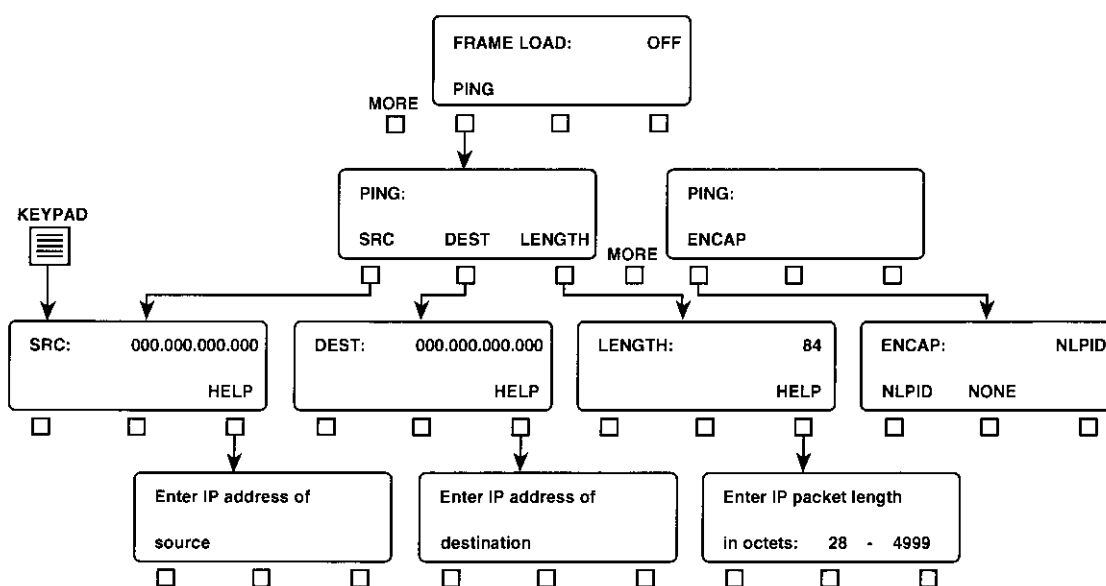 FRAME LOAD: OFF
PING
MORE
PING:
SRC DEST LENGTH
MORE
PING:
ENCAP
KEYPAD
SRC: 000.000.000.000
HELP
DEST: 000.000.000.000
HELP
LENGTH: 84
HELP
ENCAP: NLPID
NLPID NONE
Enter IP address of
source
Enter IP address of
destination
Enter IP packet length
in octets: 28 - 4999